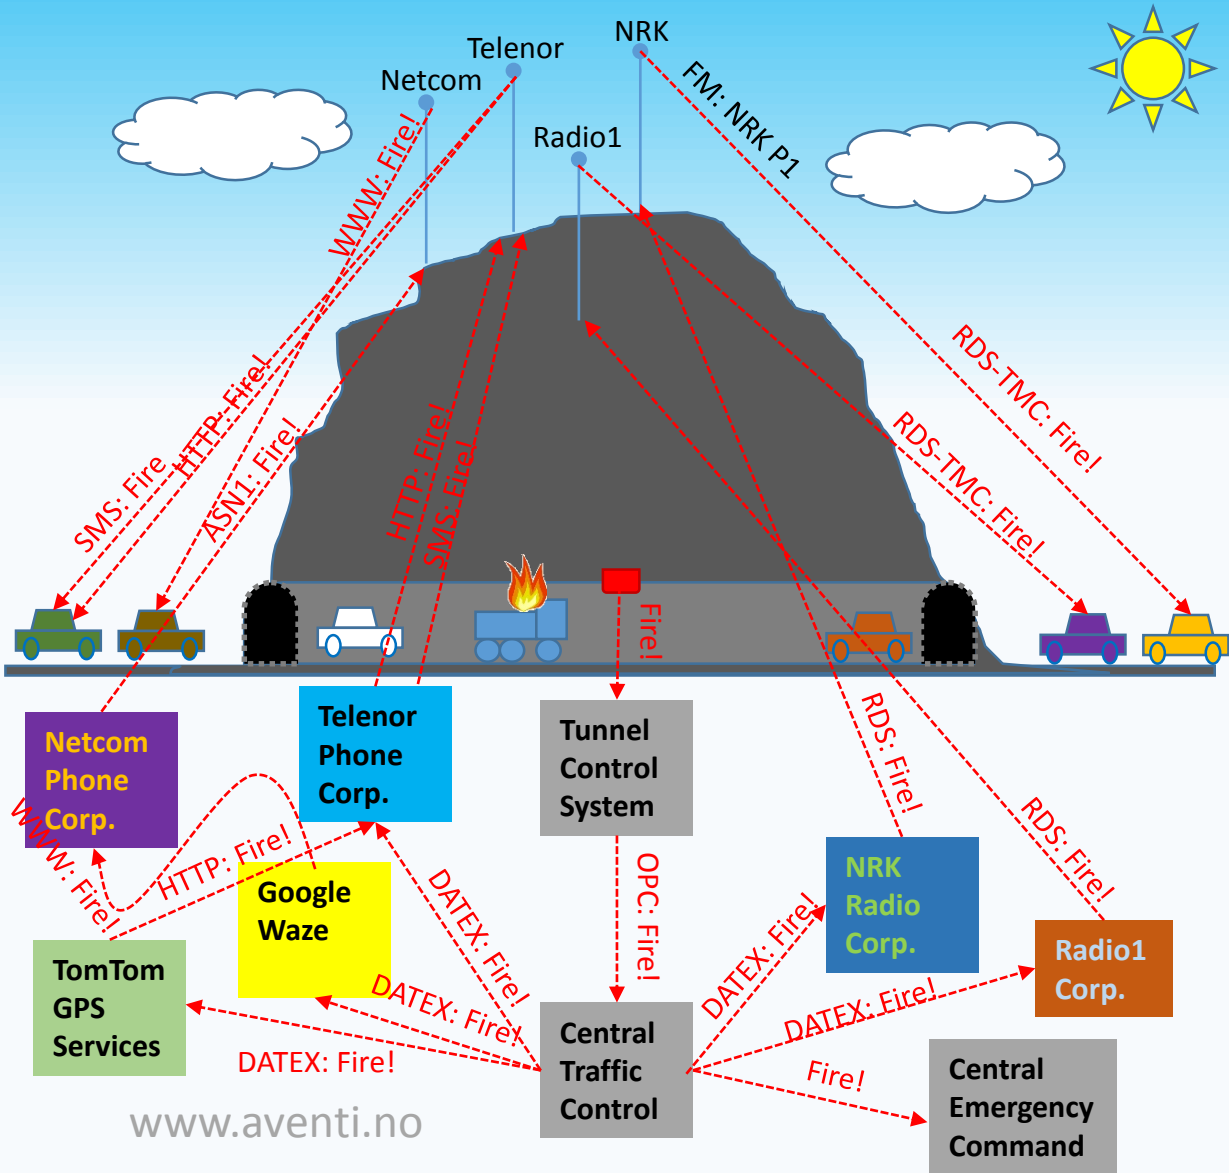 NRK
Telenor
Netcom
Radio1
FM: NRK P1
WWW: Fire!
RDS-TMC: Fire!
HTTP: Fire!
SMS: Fire
ASN1: Fire!
HTTP: Fire!
SMS: Fire!
RDS-TMC: Fire!
Fire!
Netcom
Phone
Corp.
Telenor
Phone
Corp.
Tunnel
Control
System
RDS: Fire!
RDS: Fire!
WWW: Fire!
HTTP: Fire!
Google
Waze
DATEX: Fire!
OPC: Fire!
NRK
Radio
Corp.
DATEX: Fire!
Radio1
Corp.
TomTom
GPS
Services
DATEX: Fire!
DATEX: Fire!
DATEX: Fire!
Central
Traffic
Control
Fire!
Central
Emergency
Command
www.aventi.no